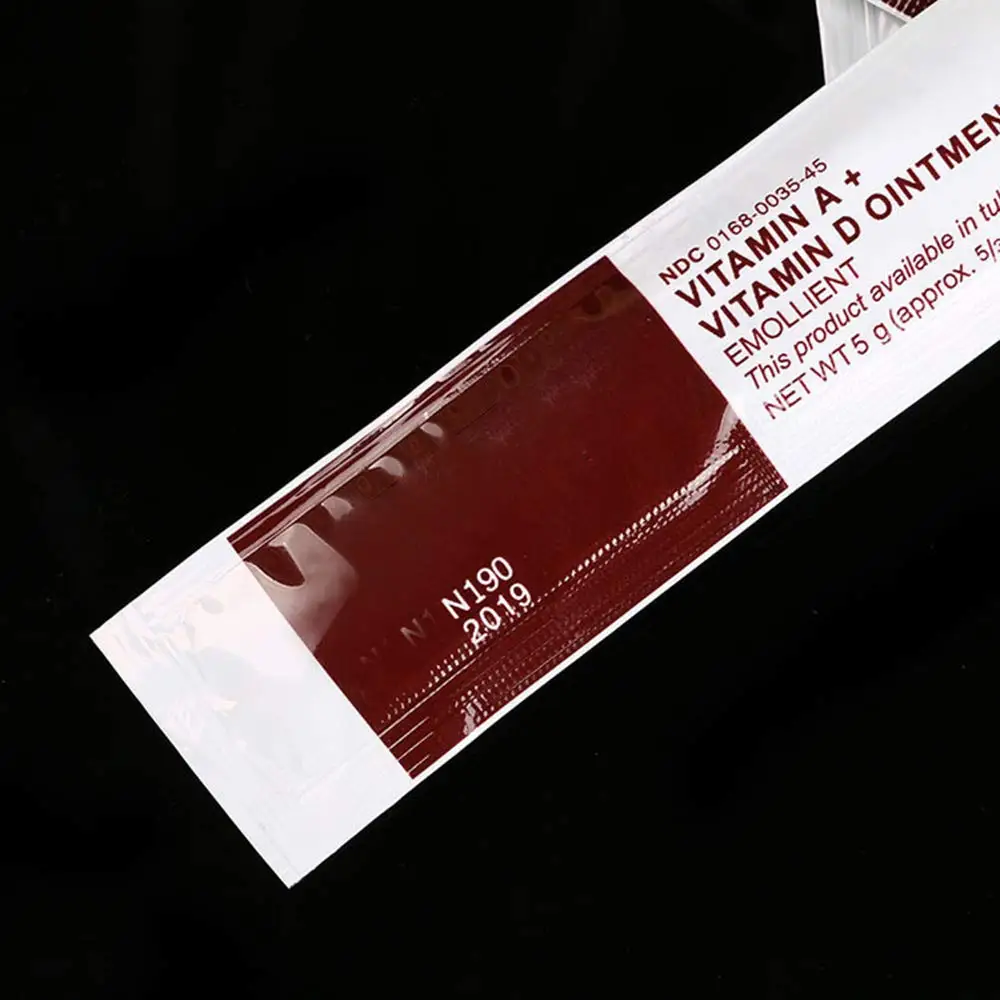 NDC 0168-0035-45
VITAMIN A +
VITAMIN D OINTMEN
EMOLLIENT
This product available in tu
NET WT 5 g (approx. 5/
N1 N190
2019